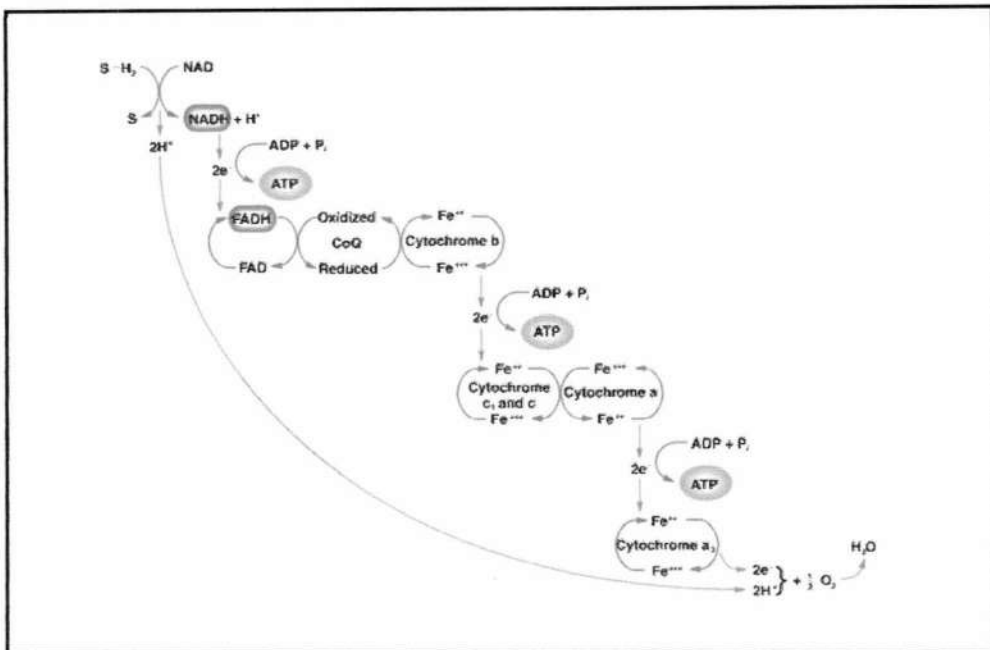 S–H₂ NAD
S NADH + H⁺
2H⁺
ADP + Pᵢ
2e⁻
ATP
FADH Oxidized Fe⁺⁺
CoQ Cytochrome b
FAD Reduced Fe⁺⁺⁺
ADP + Pᵢ
2e⁻
ATP
Fe⁺⁺ Fe⁺⁺⁺
Cytochrome Cytochrome a
c₁ and c
Fe⁺⁺⁺ Fe⁺⁺
ADP + Pᵢ
2e⁻
ATP
Fe⁺⁺
Cytochrome a₃ H₂O
Fe⁺⁺⁺ 2e⁻
2H⁺ } + ½ O₂